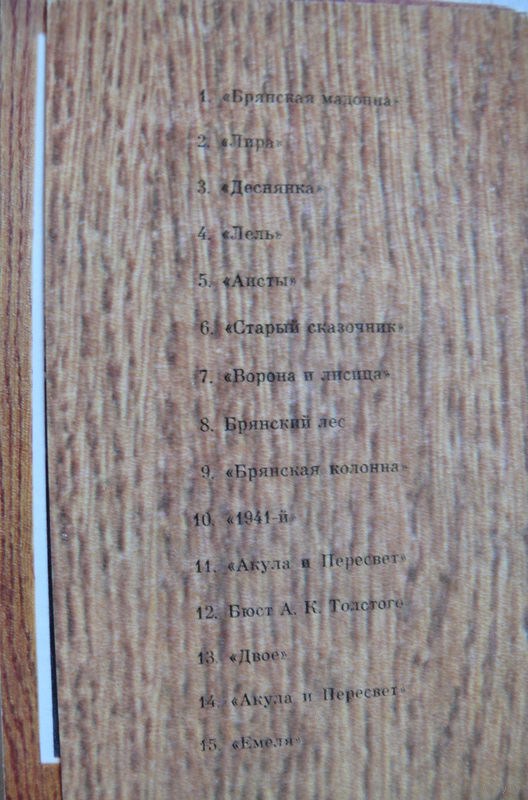 1. «Брянская мадонна»
2. «Лира»
3. «Деснянка»
4. «Лель»
5. «Аисты»
6. «Старый сказочник»
7. «Ворона и лисица»
8. Брянский лес
9. «Брянская колонна»
10. «1941-й»
11. «Акула и Пересвет»
12. Бюст А. К. Толстого
13. «Двое»
14. «Акула и Пересвет»
15. «Емеля»